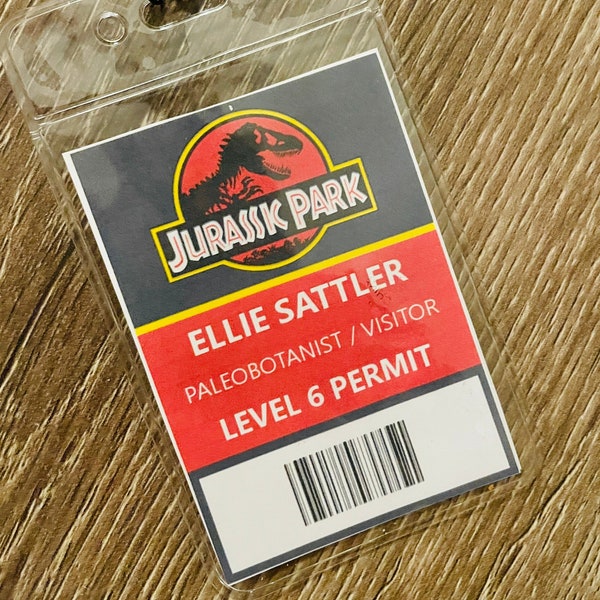 JURASSIC PARK
ELLIE SATTLER
PALEOBOTANIST / VISITOR
LEVEL 6 PERMIT